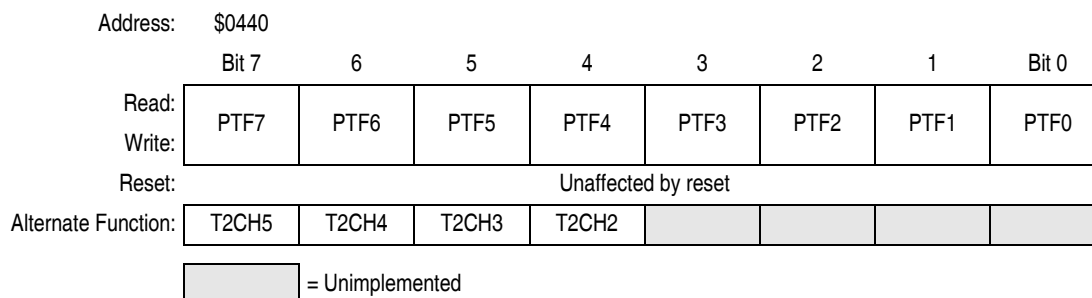 Address: $0440
Bit 7 6 5 4 3 2 1 Bit 0
Read:
PTF7 PTF6 PTF5 PTF4 PTF3 PTF2 PTF1 PTF0
Write:
Reset: Unaffected by reset
Alternate Function: T2CH5 T2CH4 T2CH3 T2CH2
= Unimplemented